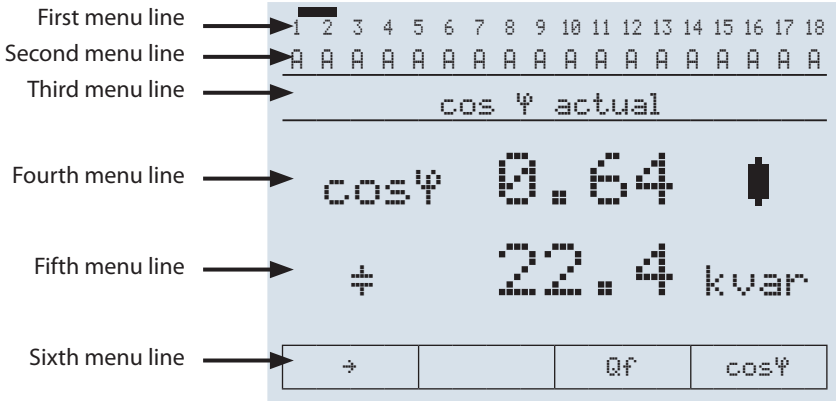 First menu line
1 2 3 4 5 6 7 8 9 10 11 12 13 14 15 16 17 18
Second menu line
A A A A A A A A A A A A A A A A A A
Third menu line
cos φ actual
Fourth menu line
cosφ 0.64
Fifth menu line
÷ 22.4 kvar
Sixth menu line
→ Qf cosφ